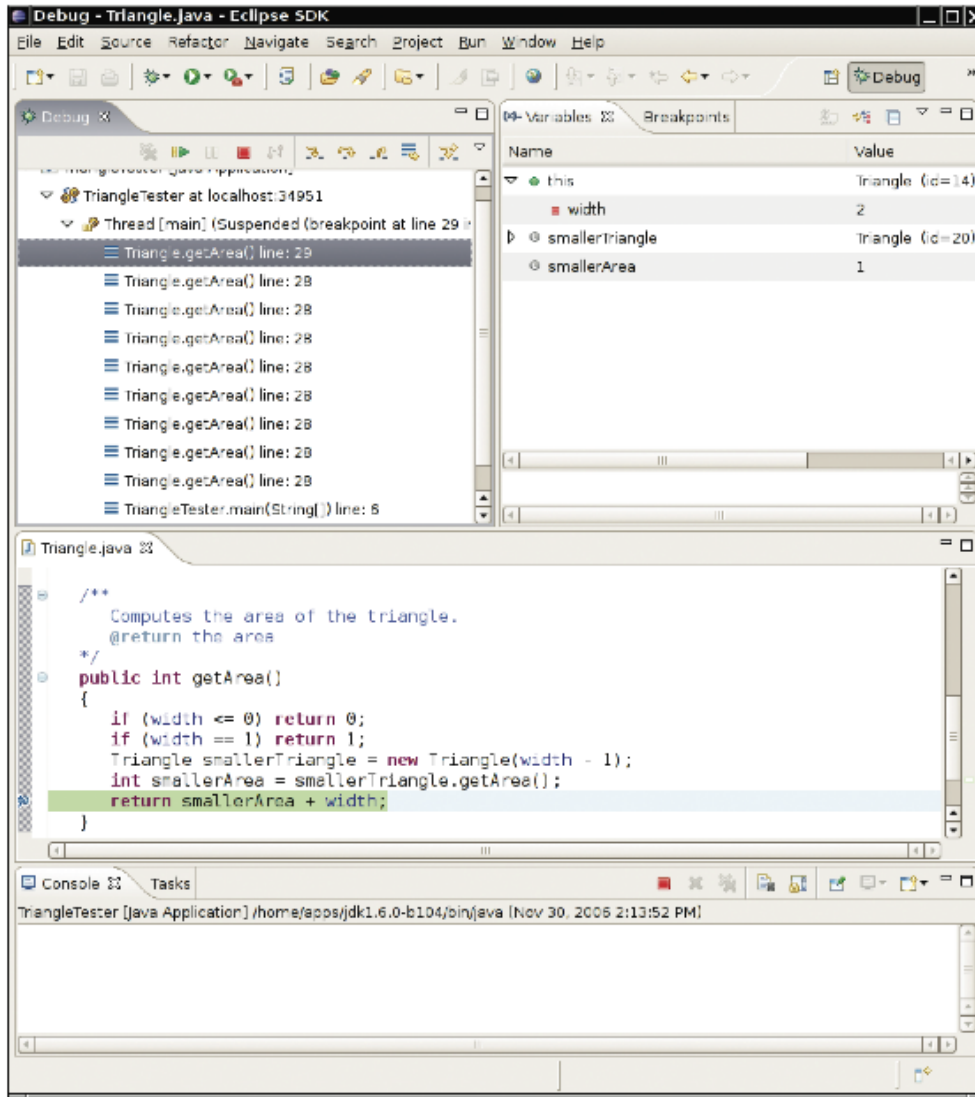 Debug - Triangle.Java - Eclipse SDK
File Edit Source Refactor Navigate Search Project Run Window Help
Debug
Debug
Variables Breakpoints
Name Value
TriangleTester [Java Application]
TriangleTester at localhost:34951
Thread [main] (Suspended (breakpoint at line 29 i
Triangle.getArea() line: 29
Triangle.getArea() line: 28
Triangle.getArea() line: 28
Triangle.getArea() line: 28
Triangle.getArea() line: 28
Triangle.getArea() line: 28
Triangle.getArea() line: 28
Triangle.getArea() line: 28
Triangle.getArea() line: 28
TriangleTester.main(String[]) line: 6
this Triangle (id=14)
width 2
smallerTriangle Triangle (id=20)
smallerArea 1
Triangle.java
/**
Computes the area of the triangle.
@return the area
*/
public int getArea()
{
if (width <= 0) return 0;
if (width == 1) return 1;
Triangle smallerTriangle = new Triangle(width - 1);
int smallerArea = smallerTriangle.getArea();
return smallerArea + width;
}
Console Tasks
TriangleTester [Java Application] /home/apps/jdk1.6.0-b104/bin/java (Nov 30, 2006 2:13:52 PM)